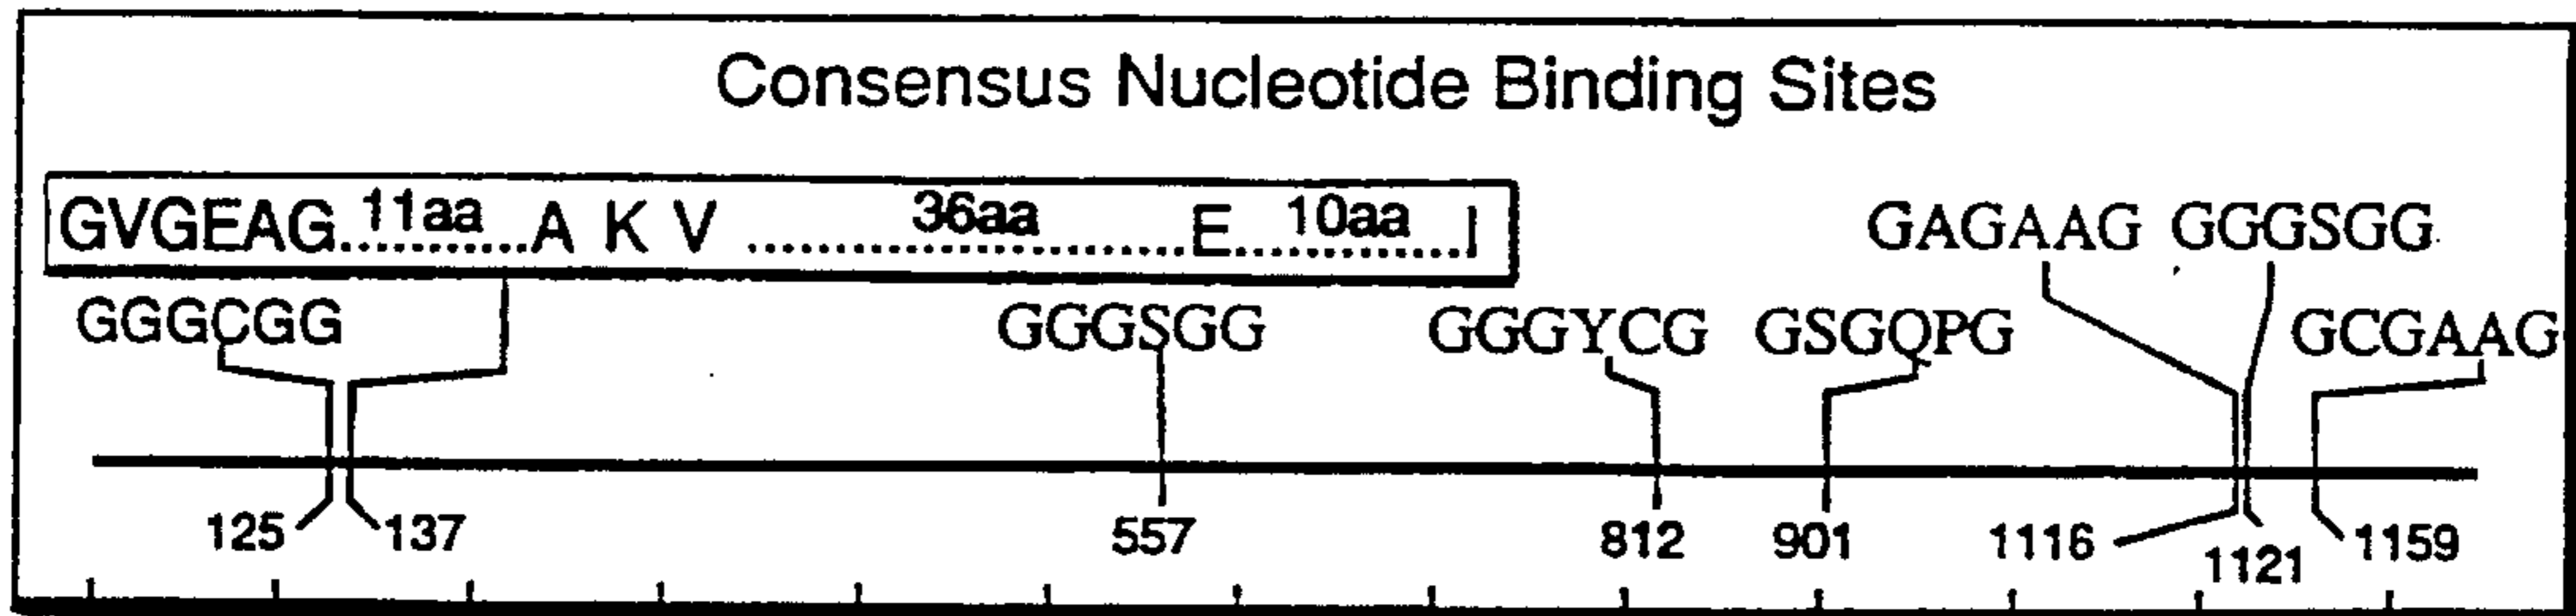 Consensus Nucleotide Binding Sites
GVGEAG. 11aa .A K V 36aa E 10aa I
GAGAAG GGGSGG
GGGCGG GGGSGG GGGYCG GSGQPG GCGAAG
125 137 557 812 901 1116 1121 1159